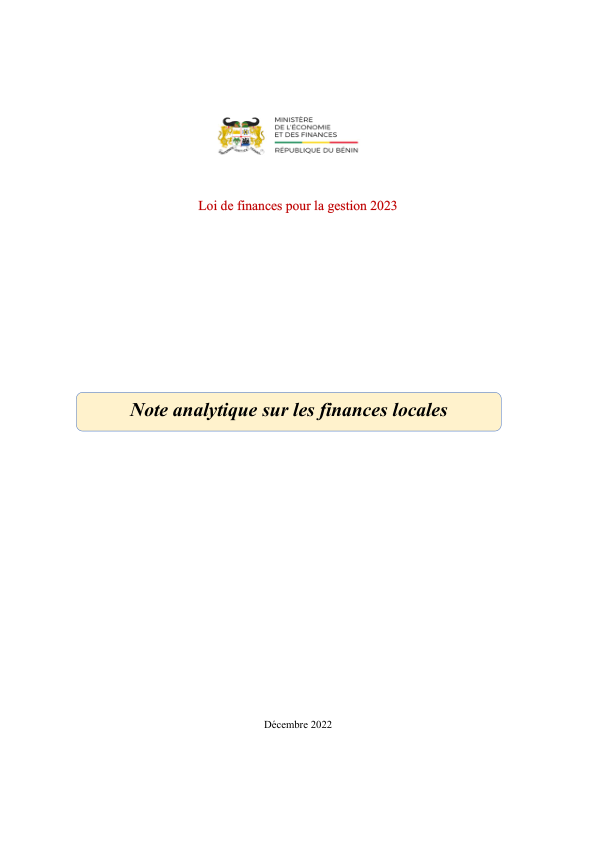 MINISTÈRE
DE L'ÉCONOMIE
ET DES FINANCES
RÉPUBLIQUE DU BÉNIN
Loi de finances pour la gestion 2023
Note analytique sur les finances locales
Décembre 2022